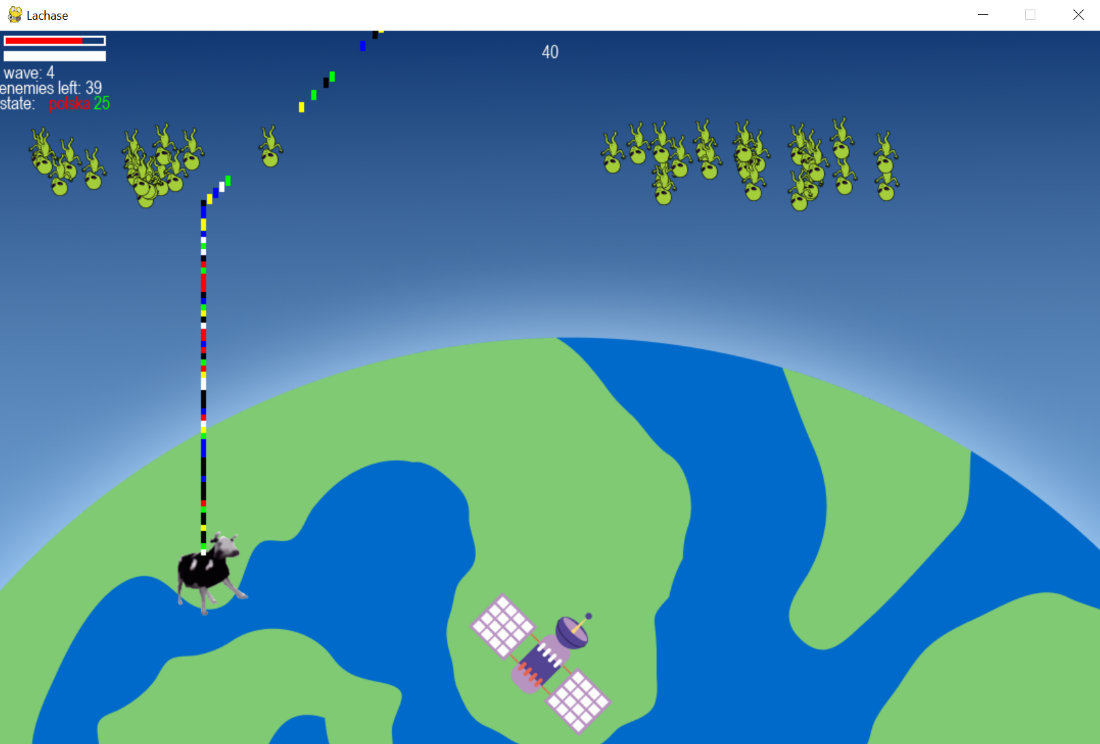 Lachase
40
wave: 4
enemies left: 39
state: polska 25